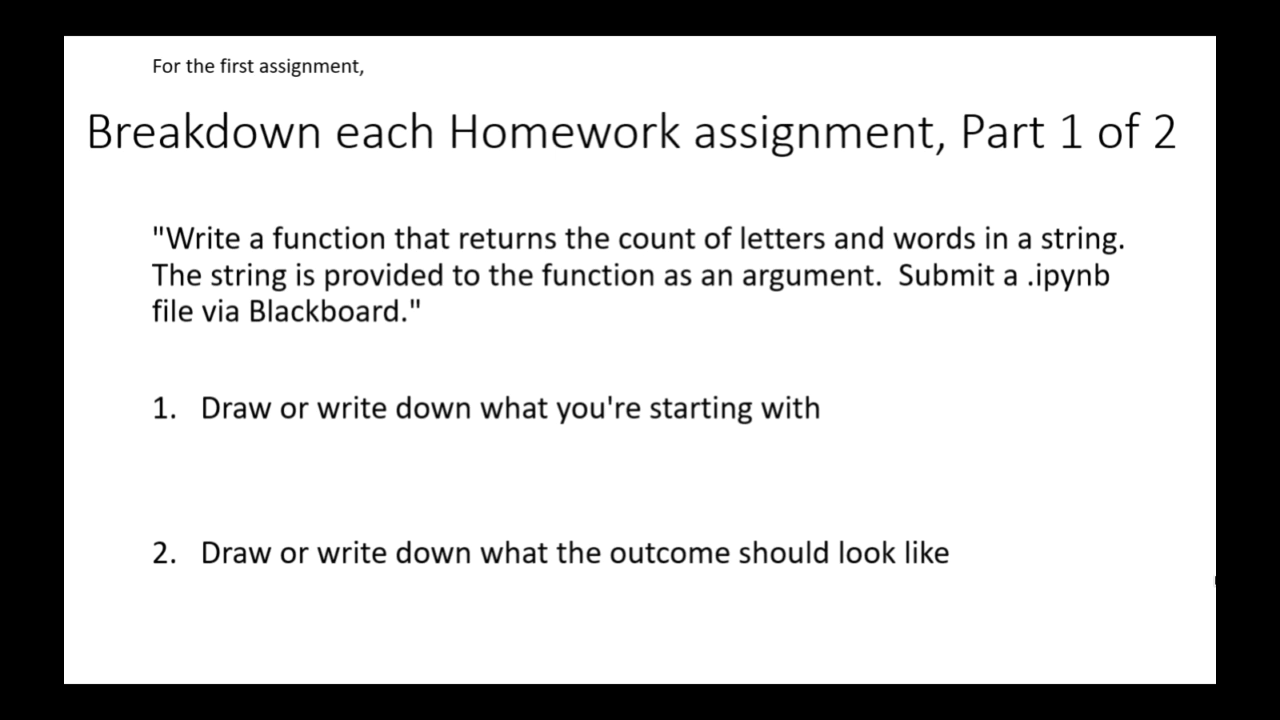 For the first assignment,
Breakdown each Homework assignment, Part 1 of 2
"Write a function that returns the count of letters and words in a string.
The string is provided to the function as an argument.  Submit a .ipynb
file via Blackboard."
1. Draw or write down what you're starting with
2. Draw or write down what the outcome should look like